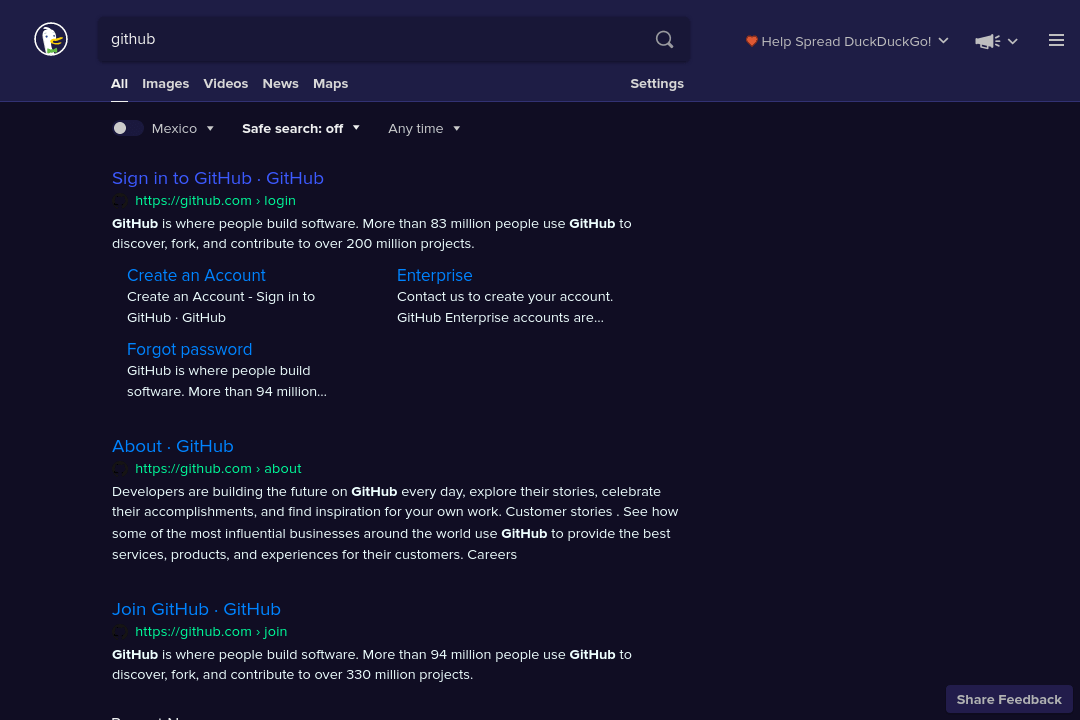 github
Help Spread DuckDuckGo!
All Images Videos News Maps Settings
Mexico Safe search: off Any time
Sign in to GitHub · GitHub
https://github.com › login
GitHub is where people build software. More than 83 million people use GitHub to
discover, fork, and contribute to over 200 million projects.
Create an Account
Create an Account - Sign in to
GitHub · GitHub
Enterprise
Contact us to create your account.
GitHub Enterprise accounts are...
Forgot password
GitHub is where people build
software. More than 94 million...
About · GitHub
https://github.com › about
Developers are building the future on GitHub every day, explore their stories, celebrate
their accomplishments, and find inspiration for your own work. Customer stories . See how
some of the most influential businesses around the world use GitHub to provide the best
services, products, and experiences for their customers. Careers
Join GitHub · GitHub
https://github.com › join
GitHub is where people build software. More than 94 million people use GitHub to
discover, fork, and contribute to over 330 million projects.
Share Feedback